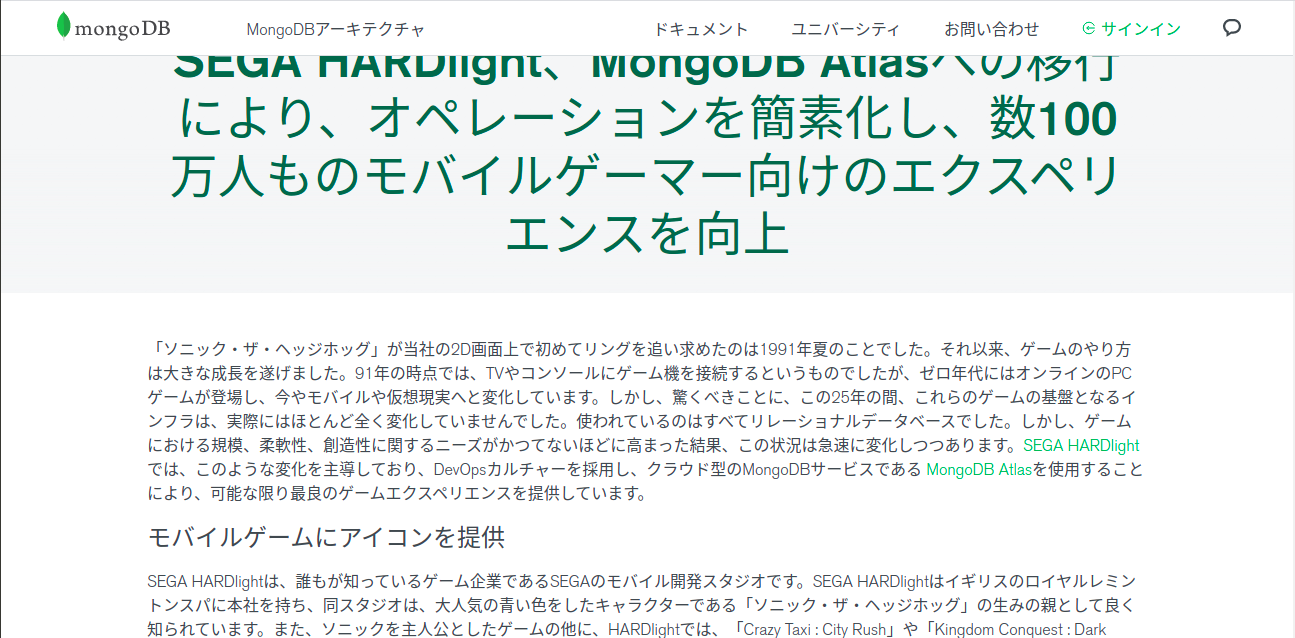 mongoDB
MongoDBアーキテクチャ
ドキュメント
ユニバーシティ
お問い合わせ
サインイン
SEGA HARDlight、MongoDB Atlasへの移行
により、オペレーションを簡素化し、数100
万人ものモバイルゲーマー向けのエクスペリ
エンスを向上
「ソニック・ザ・ヘッジホッグ」が当社の2D画面上で初めてリングを追い求めたのは1991年夏のことでした。それ以来、ゲームのやり方
は大きな成長を遂げました。91年の時点では、TVやコンソールにゲーム機を接続するというものでしたが、ゼロ年代にはオンラインのPC
ゲームが登場し、今やモバイルや仮想現実へと変化しています。しかし、驚くべきことに、この25年の間、これらのゲームの基盤となるイ
ンフラは、実際にはほとんど全く変化していませんでした。使われているのはすべてリレーショナルデータベースでした。しかし、ゲーム
における規模、柔軟性、創造性に関するニーズがかつてないほどに高まった結果、この状況は急速に変化しつつあります。SEGA HARDlight
では、このような変化を主導しており、DevOpsカルチャーを採用し、クラウド型のMongoDBサービスである MongoDB Atlasを使用すること
により、可能な限り最良のゲームエクスペリエンスを提供しています。
モバイルゲームにアイコンを提供
SEGA HARDlightは、誰もが知っているゲーム企業であるSEGAのモバイル開発スタジオです。SEGA HARDlightはイギリスのロイヤルレミン
トンスパに本社を持ち、同スタジオは、大人気の青い色をしたキャラクターである「ソニック・ザ・ヘッジホッグ」の生みの親として良く
知られています。また、ソニックを主人公としたゲームの他に、HARDlightでは、「Crazy Taxi : City Rush」や「Kingdom Conquest : Dark